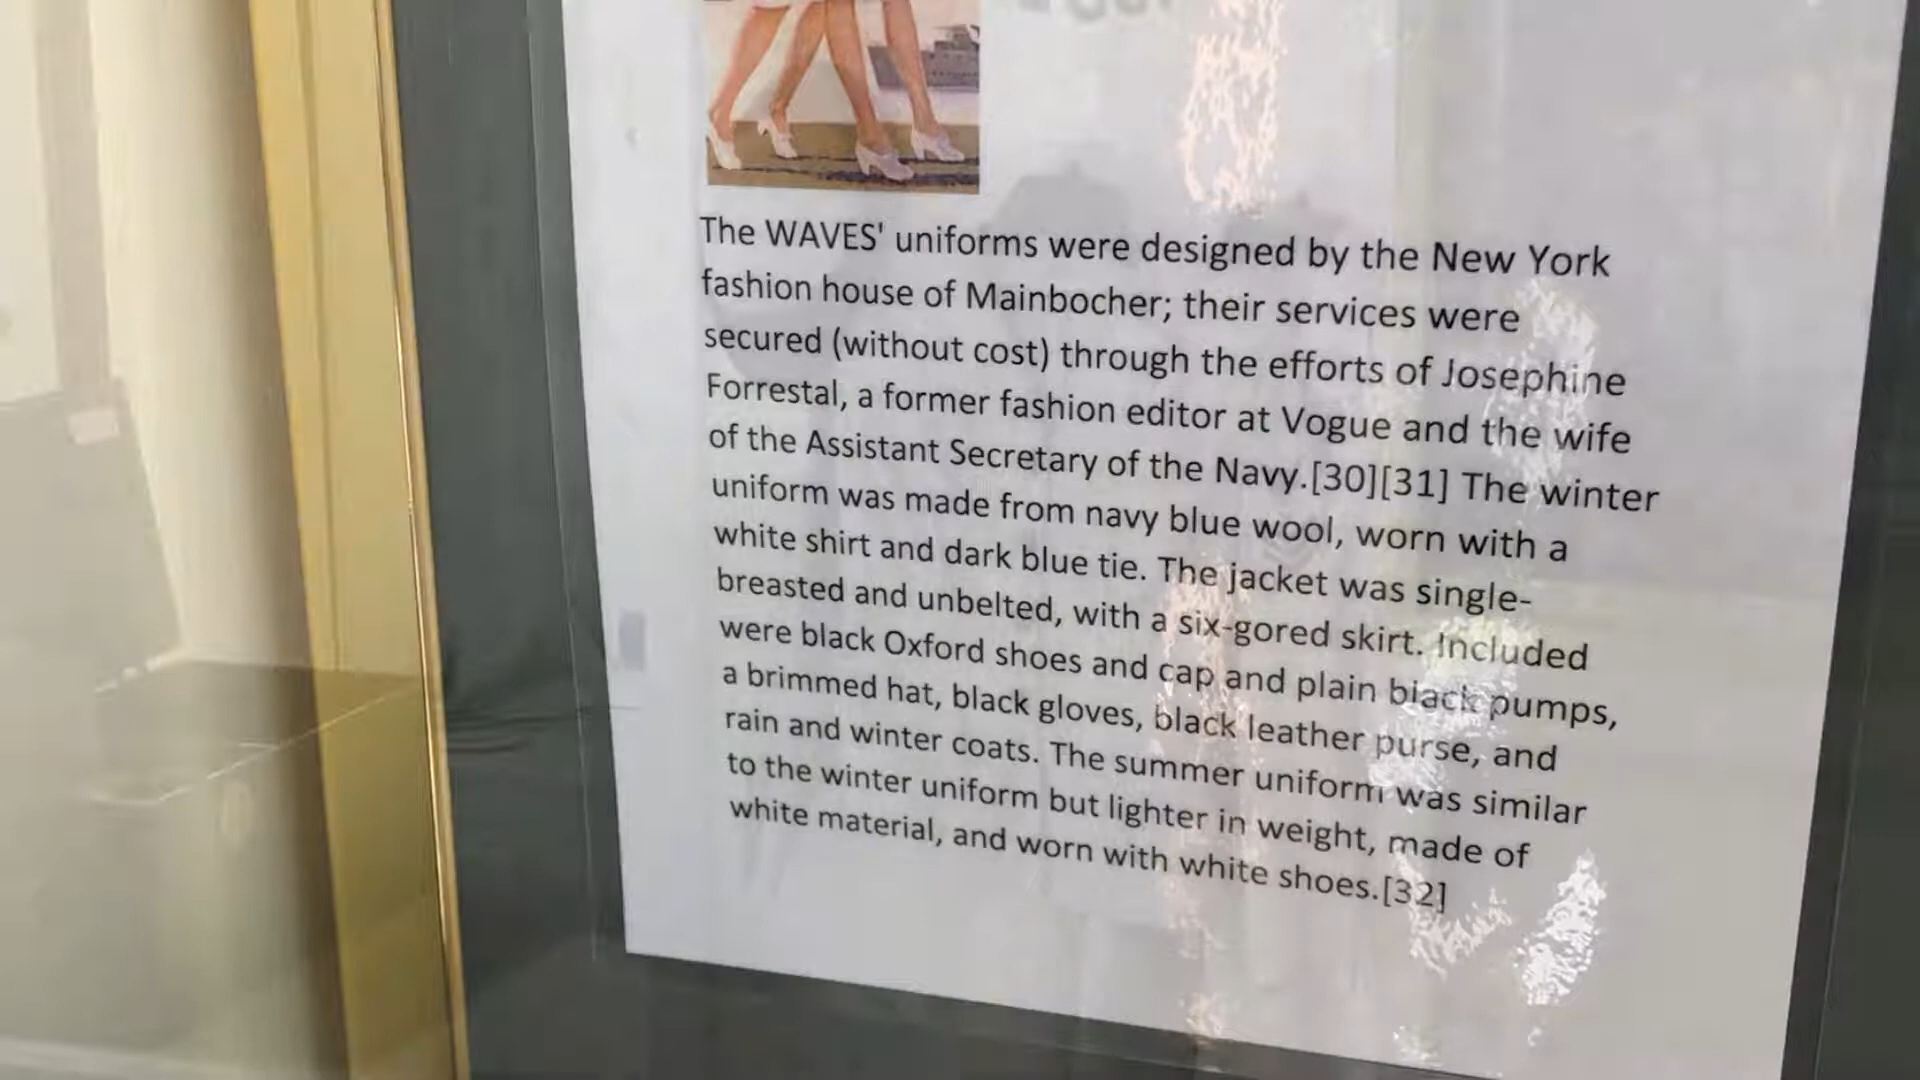 The WAVES' uniforms were designed by the New York
fashion house of Mainbocher; their services were
secured (without cost) through the efforts of Josephine
Forrestal, a former fashion editor at Vogue and the wife
of the Assistant Secretary of the Navy.[30][31] The winter
uniform was made from navy blue wool, worn with a
white shirt and dark blue tie. The jacket was single-
breasted and unbelted, with a six-gored skirt. Included
were black Oxford shoes and cap and plain black pumps,
a brimmed hat, black gloves, black leather purse, and
rain and winter coats. The summer uniform was similar
to the winter uniform but lighter in weight, made of
white material, and worn with white shoes.[32]